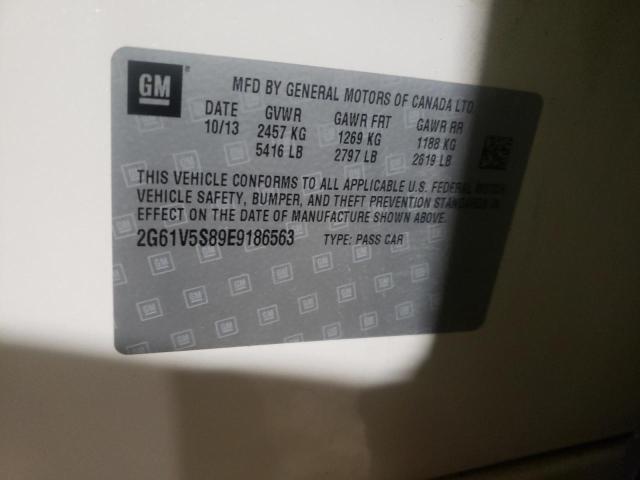 GM
MFD BY GENERAL MOTORS OF CANADA LTD
DATE GVWR GAWR FRT GAWR RR
10/13 2457 KG 1269 KG 1188 KG
5416 LB 2797 LB 2619 LB
THIS VEHICLE CONFORMS TO ALL APPLICABLE U.S. FEDERAL MOTOR
VEHICLE SAFETY, BUMPER, AND THEFT PREVENTION STANDARDS IN
EFFECT ON THE DATE OF MANUFACTURE SHOWN ABOVE.
2G61V5S89E9186563 TYPE: PASS CAR